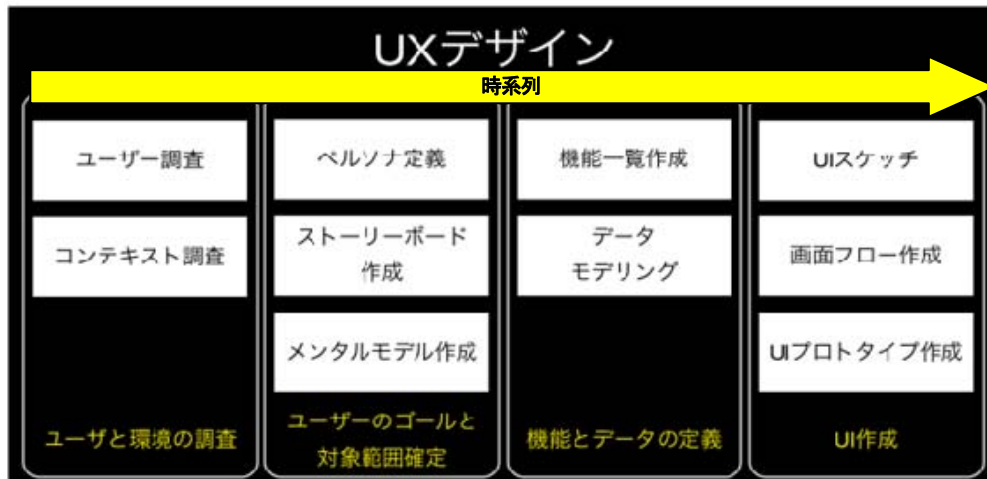 UXデザイン
時系列
ユーザー調査
コンテキスト調査
ユーザと環境の調査
ペルソナ定義
ストーリーボード
作成
メンタルモデル作成
ユーザーのゴールと
対象範囲確定
機能一覧作成
データ
モデリング
機能とデータの定義
UIスケッチ
画面フロー作成
UIプロトタイプ作成
UI作成